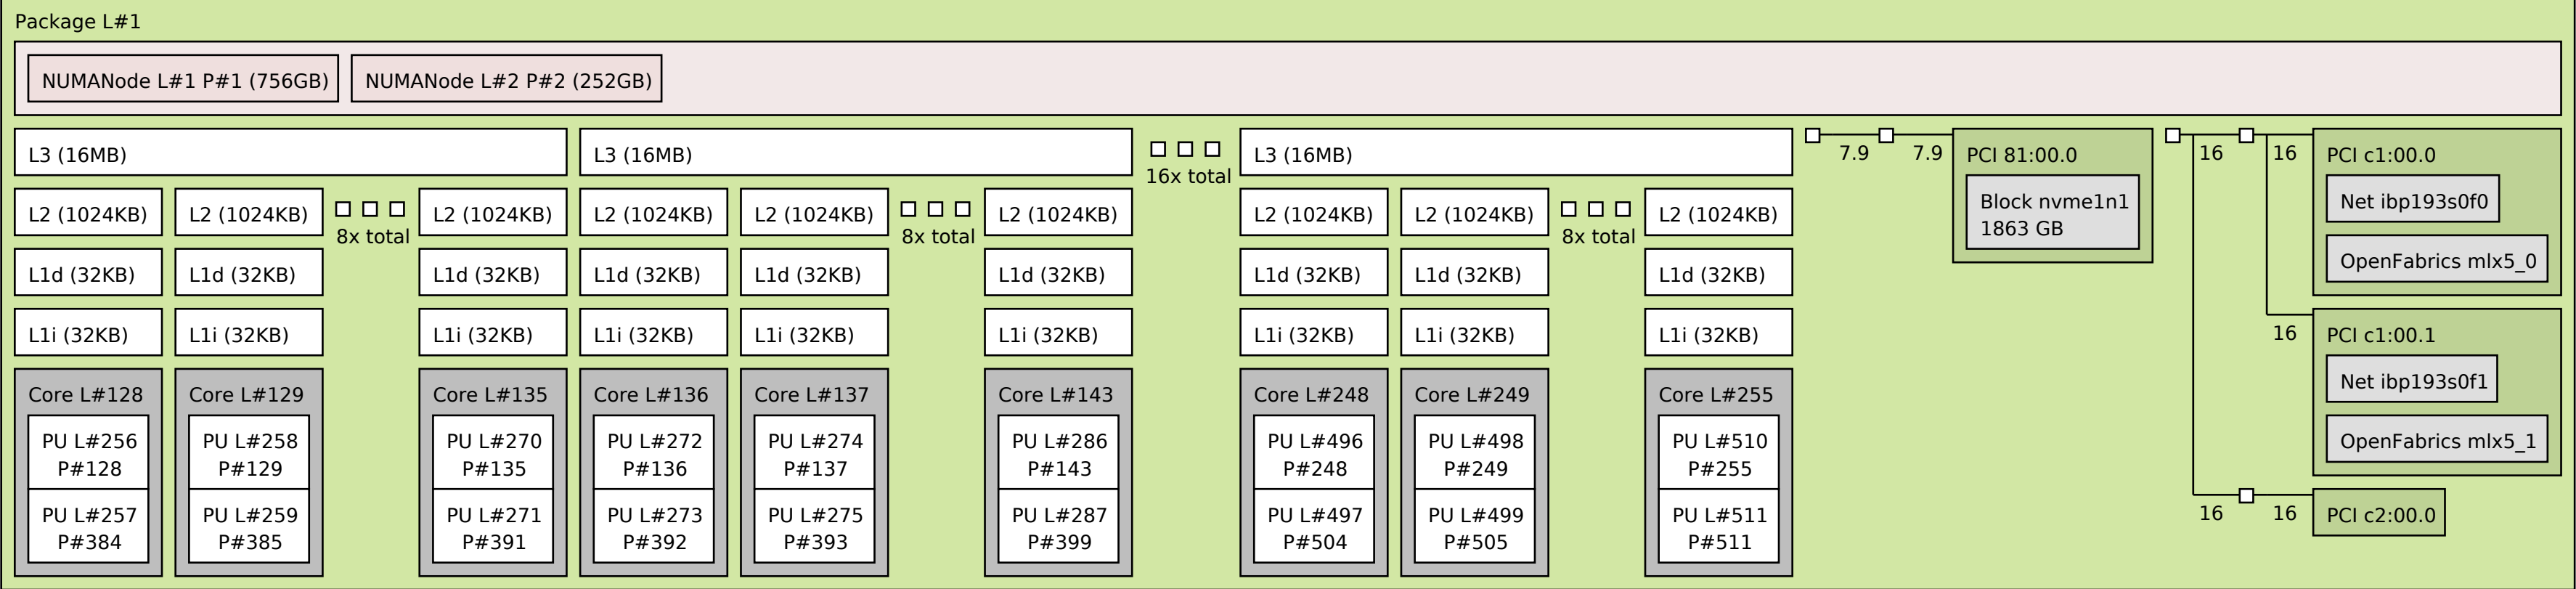 Package L#1
NUMANode L#1 P#1 (756GB) NUMANode L#2 P#2 (252GB)
L3 (16MB) L3 (16MB) 16x total L3 (16MB)
L2 (1024KB) L2 (1024KB) 8x total L2 (1024KB) L2 (1024KB) L2 (1024KB) 8x total L2 (1024KB) L2 (1024KB) L2 (1024KB) 8x total L2 (1024KB)
L1d (32KB) L1d (32KB) L1d (32KB) L1d (32KB) L1d (32KB) L1d (32KB) L1d (32KB) L1d (32KB) L1d (32KB)
L1i (32KB) L1i (32KB) L1i (32KB) L1i (32KB) L1i (32KB) L1i (32KB) L1i (32KB) L1i (32KB) L1i (32KB)
Core L#128 Core L#129 Core L#135 Core L#136 Core L#137 Core L#143 Core L#248 Core L#249 Core L#255
PU L#256 PU L#258 PU L#270 PU L#272 PU L#274 PU L#286 PU L#496 PU L#498 PU L#510
P#128 P#129 P#135 P#136 P#137 P#143 P#248 P#249 P#255
PU L#257 PU L#259 PU L#271 PU L#273 PU L#275 PU L#287 PU L#497 PU L#499 PU L#511
P#384 P#385 P#391 P#392 P#393 P#399 P#504 P#505 P#511
7.9 7.9 PCI 81:00.0
Block nvme1n1
1863 GB
16 16 PCI c1:00.0
Net ibp193s0f0
OpenFabrics mlx5_0
16 PCI c1:00.1
Net ibp193s0f1
OpenFabrics mlx5_1
16 16 PCI c2:00.0